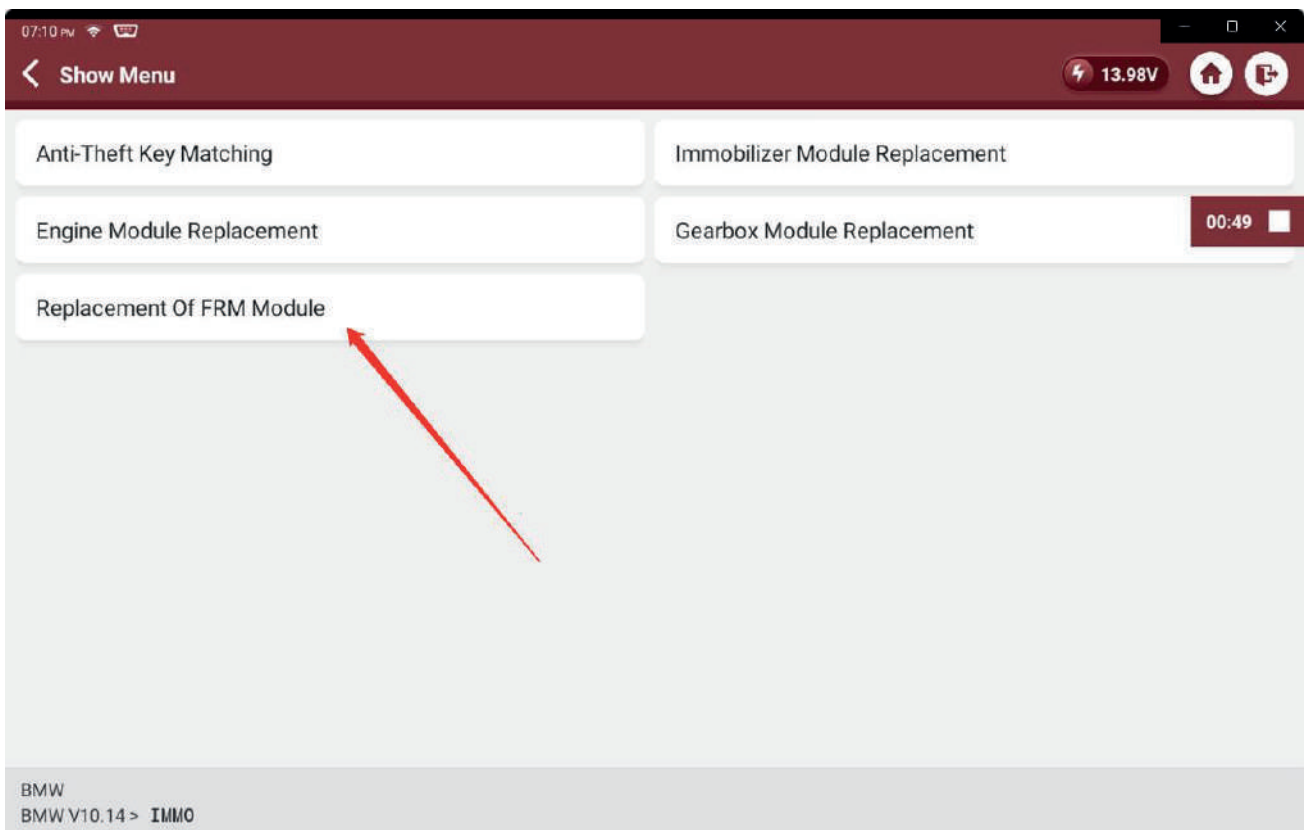 07:10 PM
Show Menu
13.98V
Anti-Theft Key Matching
Immobilizer Module Replacement
Engine Module Replacement
Gearbox Module Replacement
00:49
Replacement Of FRM Module
BMW
BMW V10.14 > IMMO